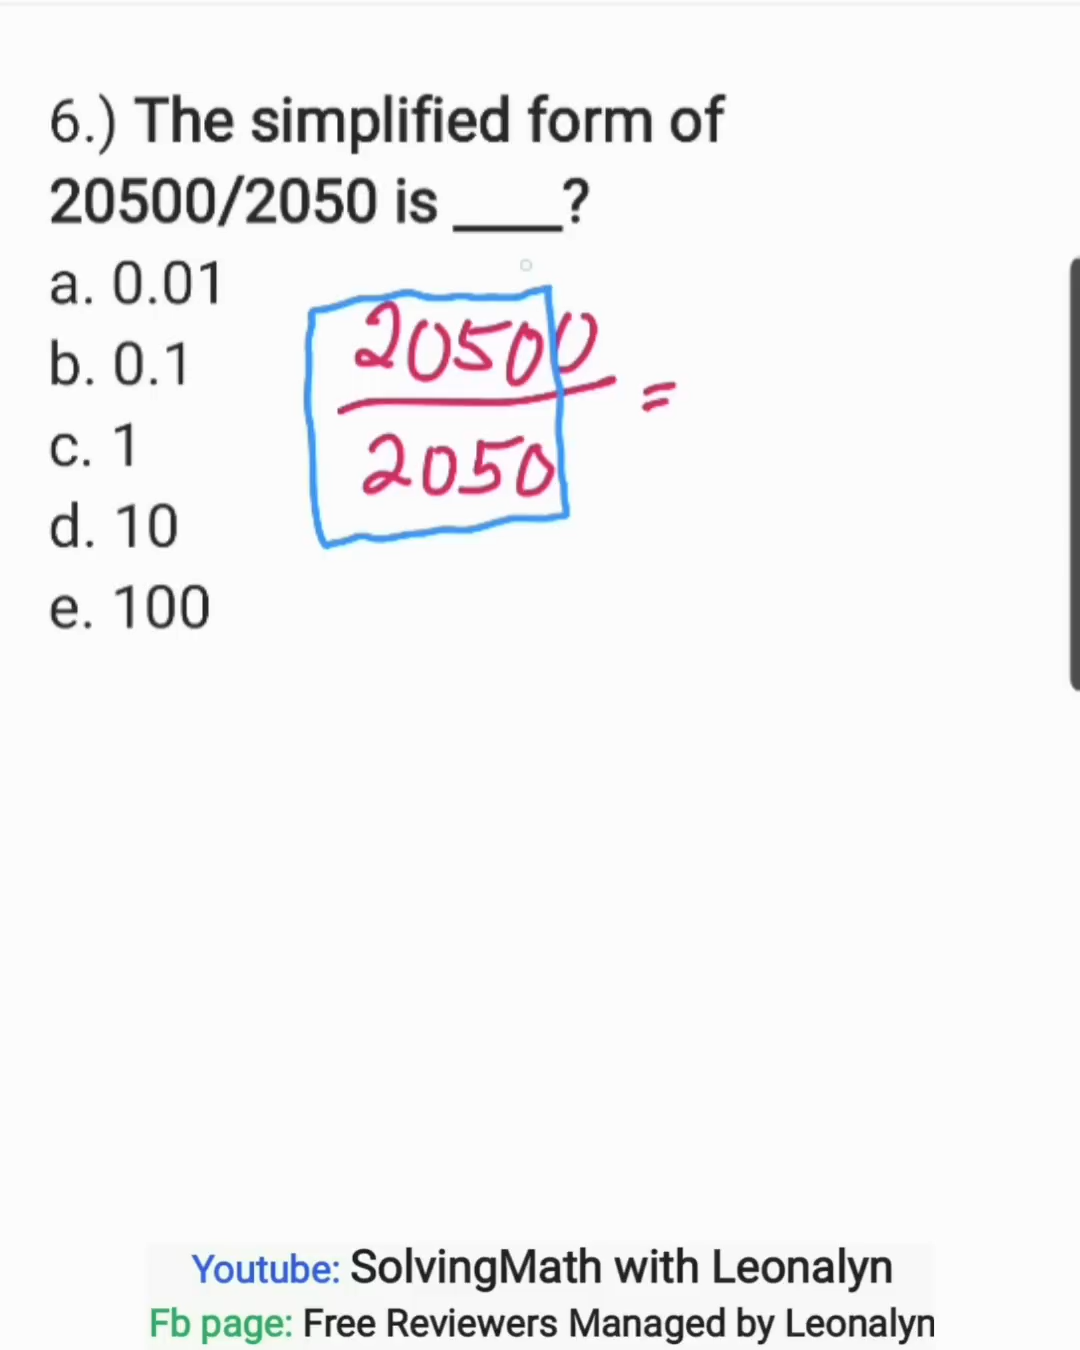 6.) The simplified form of
20500/2050 is ____?
a. 0.01
b. 0.1
c. 1
d. 10
e. 100
20500
2050
=
Youtube: SolvingMath with Leonalyn
Fb page: Free Reviewers Managed by Leonalyn